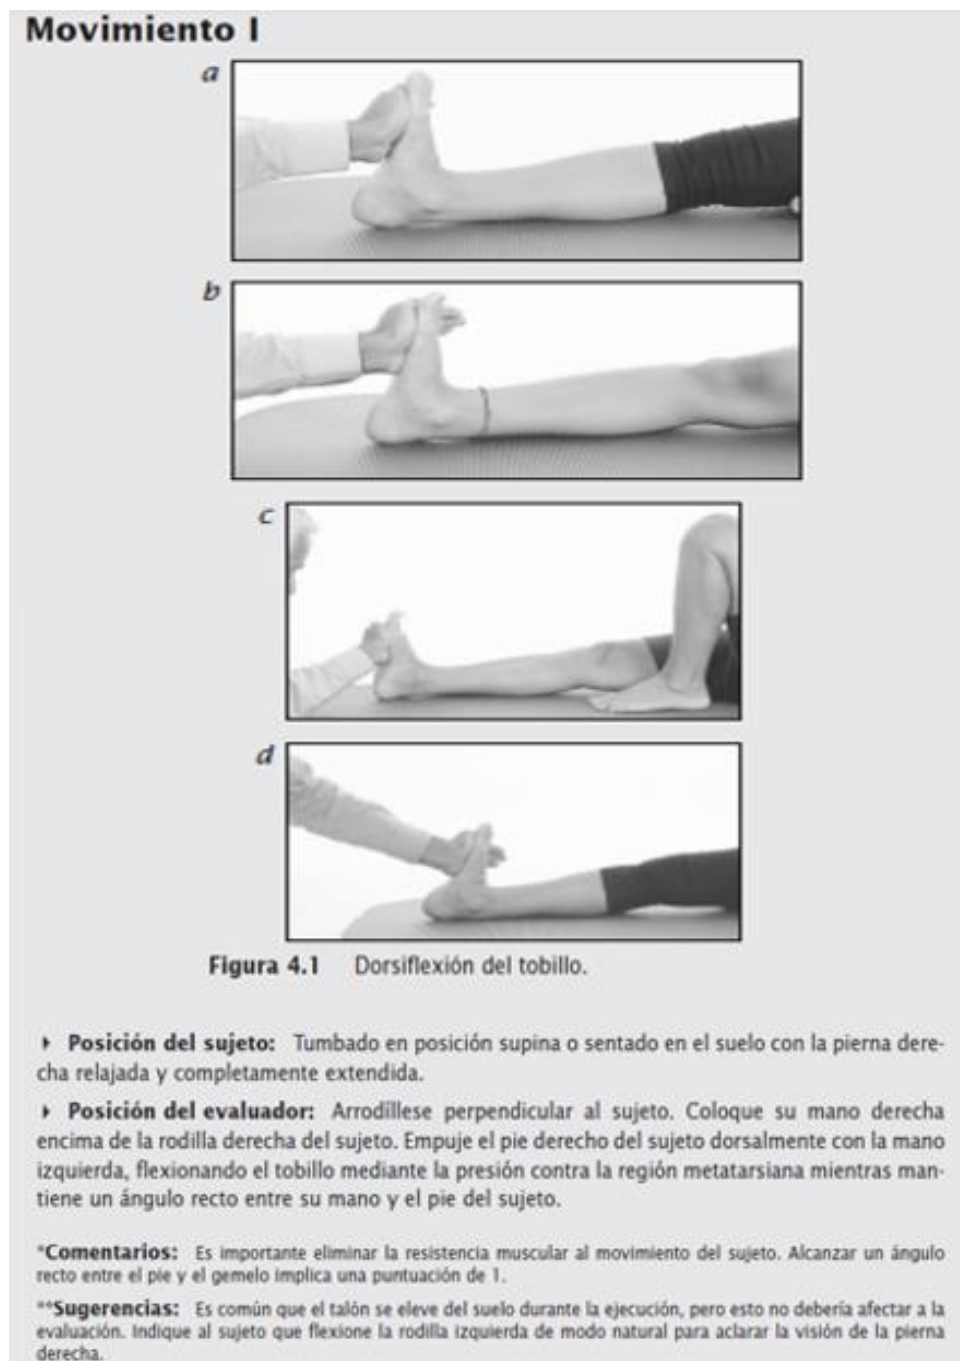 Movimiento I
a
b
c
d
Figura 4.1 Dorsiflexión del tobillo.
▸ Posición del sujeto: Tumbado en posición supina o sentado en el suelo con la pierna dere-
cha relajada y completamente extendida.
▸ Posición del evaluador: Arrodíllese perpendicular al sujeto. Coloque su mano derecha
encima de la rodilla derecha del sujeto. Empuje el pie derecho del sujeto dorsalmente con la mano
izquierda, flexionando el tobillo mediante la presión contra la región metatarsiana mientras man-
tiene un ángulo recto entre su mano y el pie del sujeto.
*Comentarios: Es importante eliminar la resistencia muscular al movimiento del sujeto. Alcanzar un ángulo
recto entre el pie y el gemelo implica una puntuación de 1.
**Sugerencias: Es común que el talón se eleve del suelo durante la ejecución, pero esto no debería afectar a la
evaluación. Indique al sujeto que flexione la rodilla izquierda de modo natural para aclarar la visión de la pierna
derecha.